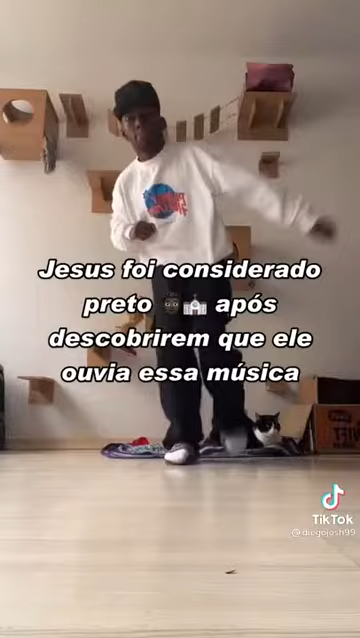 Jesus foi considerado
preto 🧔🏿‍♂️💒 após
descobrirem que ele
ouvia essa música
TikTok
@diegojosh99